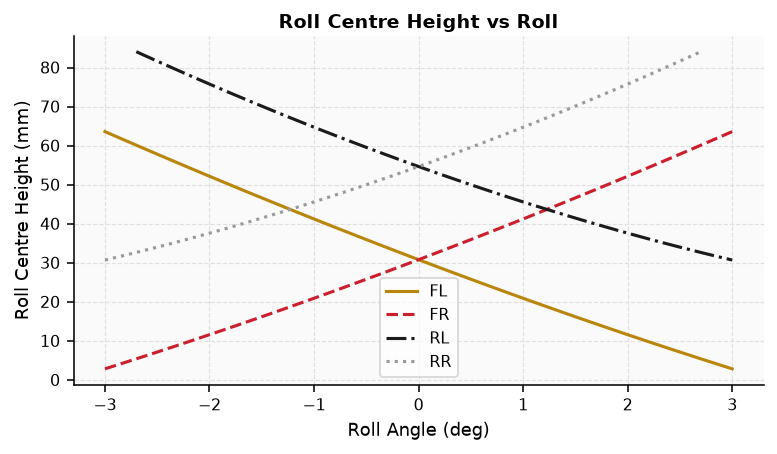 Roll Centre Height vs Roll
Roll Centre Height (mm)
80
70
60
50
40
30
20
10
0
FL
FR
RL
RR
−3 −2 −1 0 1 2 3
Roll Angle (deg)